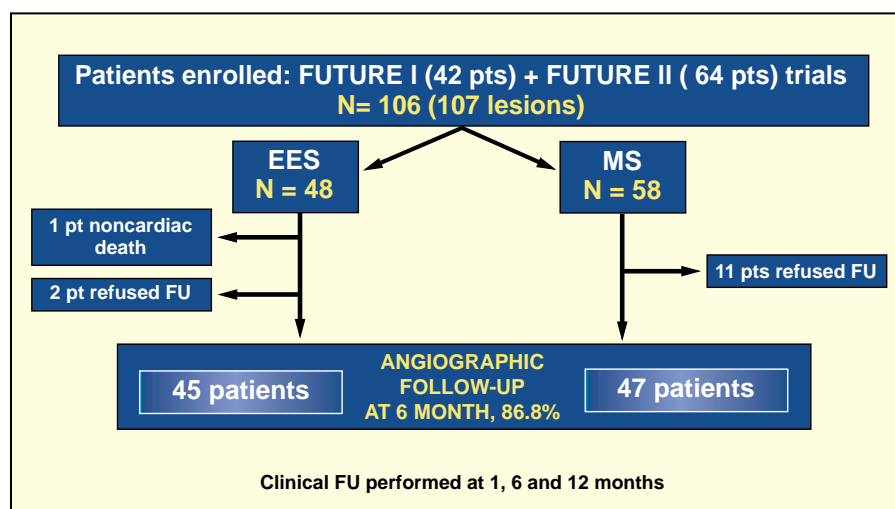 Patients enrolled: FUTURE I (42 pts) + FUTURE II ( 64 pts) trials
N= 106 (107 lesions)
EES
N = 48
MS
N = 58
1 pt noncardiac
death
2 pt refused FU
11 pts refused FU
45 patients
ANGIOGRAPHIC
FOLLOW-UP
AT 6 MONTH, 86.8%
47 patients
Clinical FU performed at 1, 6 and 12 months